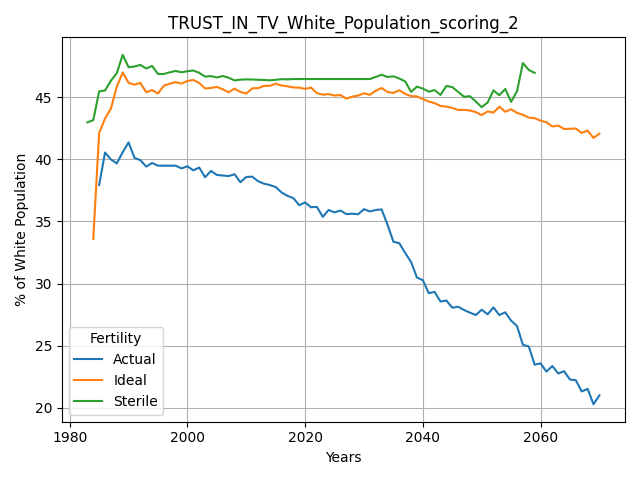 TRUST_IN_TV_White_Population_scoring_2
% of White Population
45
40
35
30
25
20
Fertility
Actual
Ideal
Sterile
1980
2000
2020
2040
2060
Years